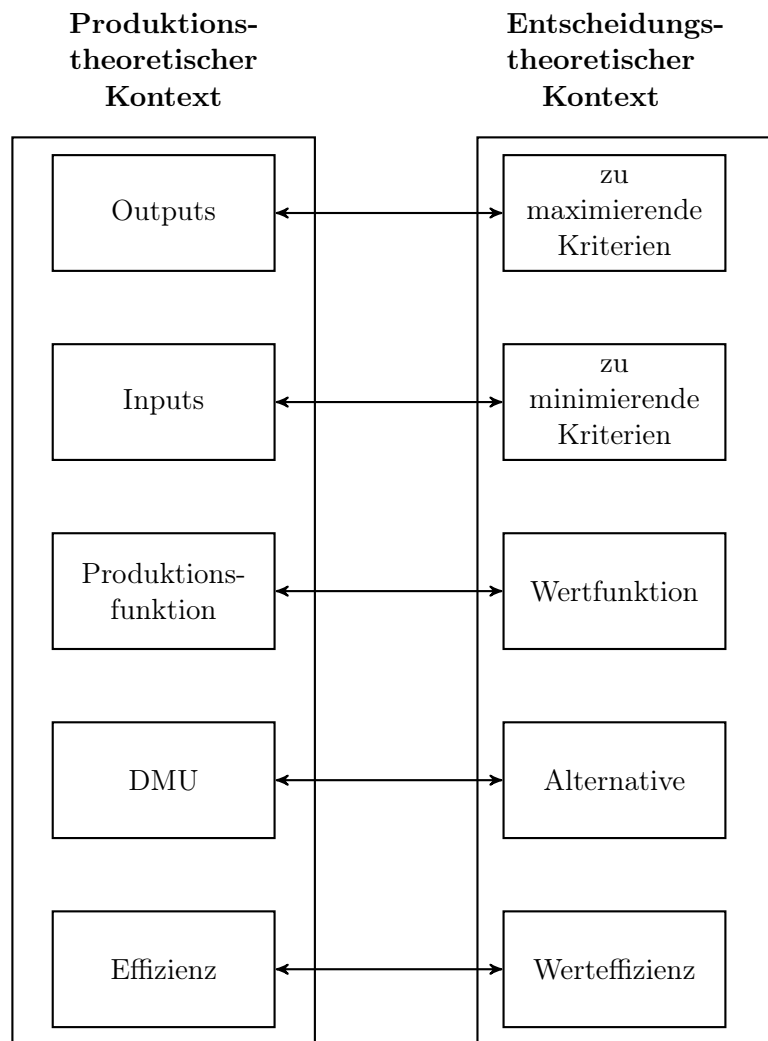 Produktions-
theoretischer
Kontext
Entscheidungs-
theoretischer
Kontext
Outputs
zu
maximierende
Kriterien
Inputs
zu
minimierende
Kriterien
Produktions-
funktion
Wertfunktion
DMU
Alternative
Effizienz
Werteffizienz